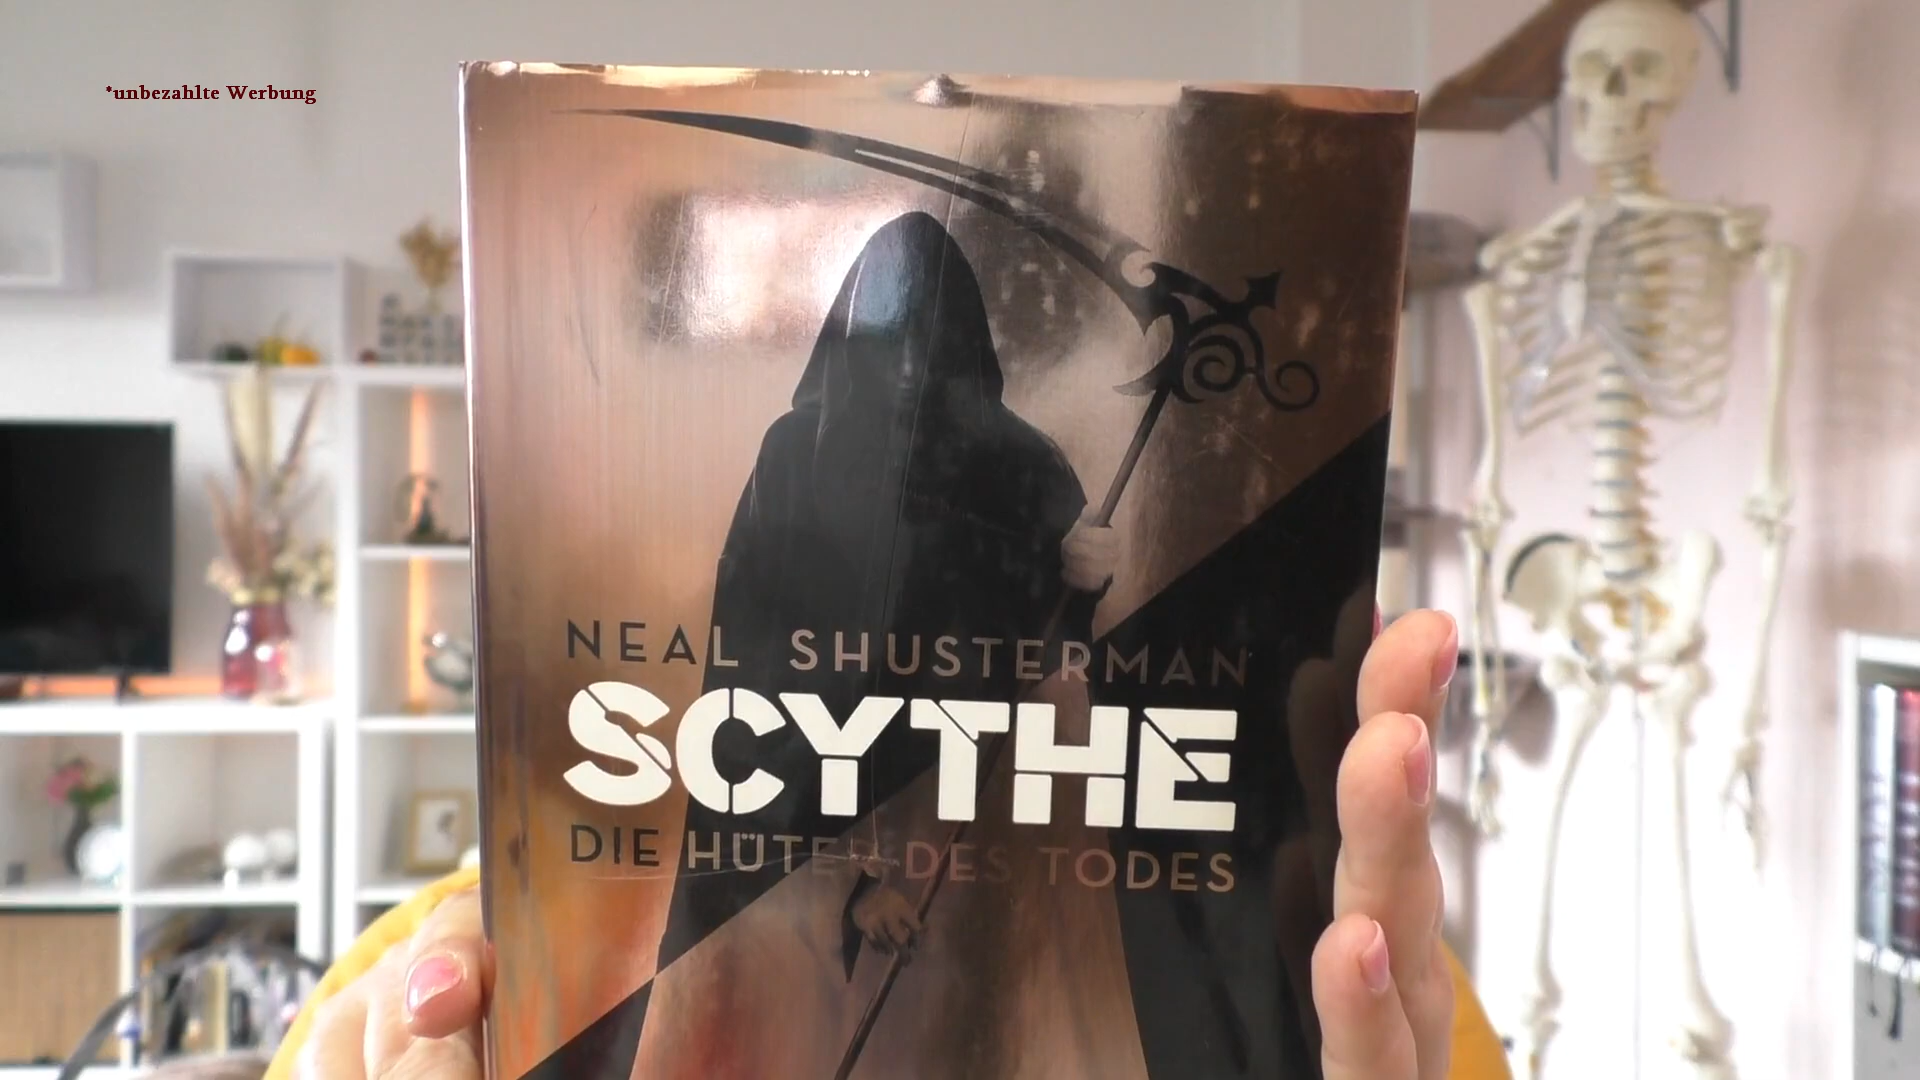 *unbezahlte Werbung
NEAL SHUSTERMAN
SCYTHE
DIE HÜTER DES TODES